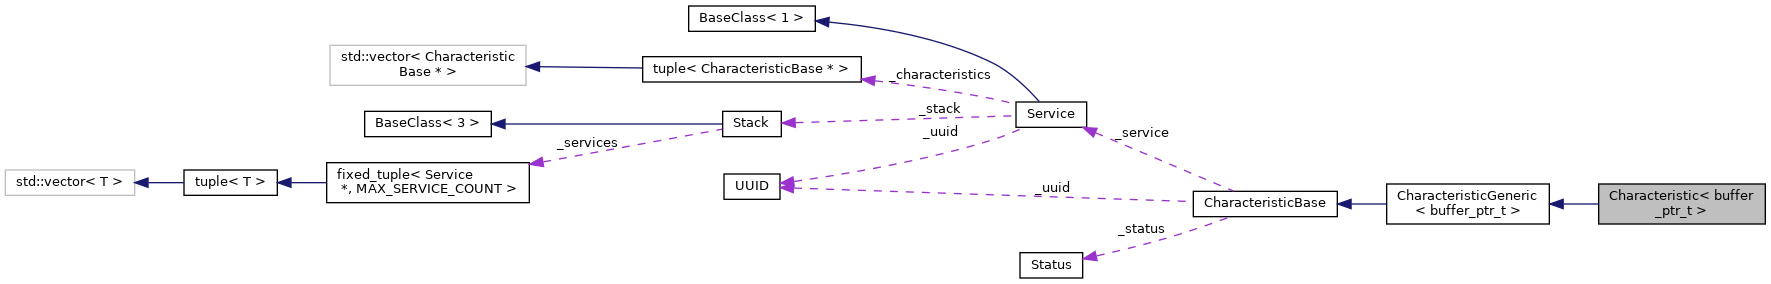 BaseClass< 1 >
std::vector< Characteristic
Base * >
tuple< CharacteristicBase * >
_characteristics
BaseClass< 3 >
Stack
_stack
Service
_services
_uuid
_service
std::vector< T >
tuple< T >
fixed_tuple< Service
*, MAX_SERVICE_COUNT >
UUID
_uuid
CharacteristicBase
CharacteristicGeneric
< buffer_ptr_t >
Characteristic< buffer
_ptr_t >
_status
Status